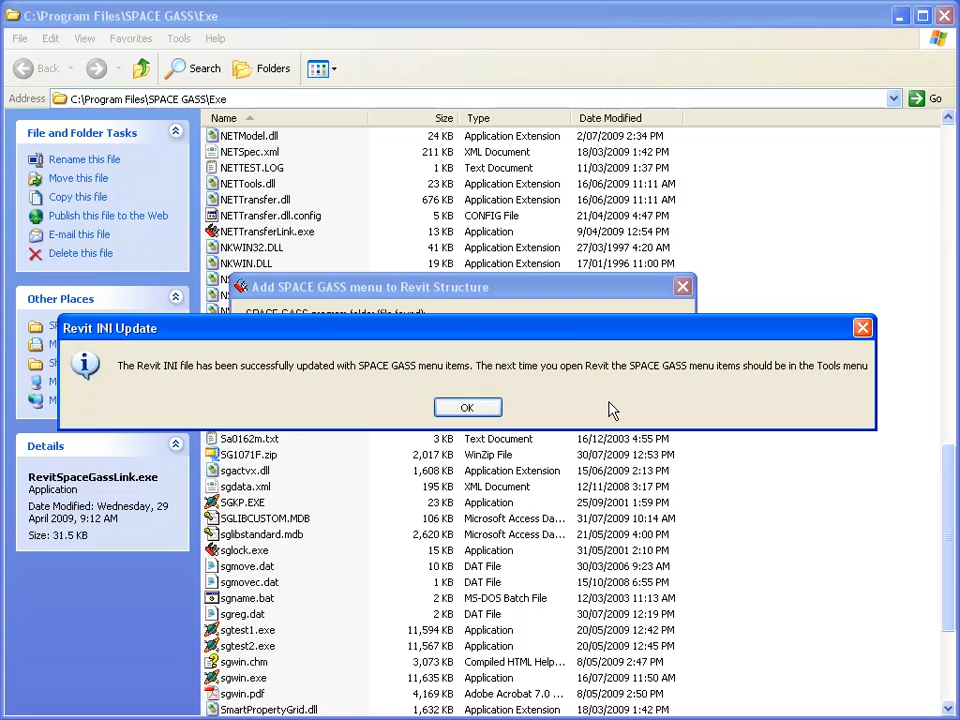 C:\Program Files\SPACE GASS\Exe
File Edit View Favorites Tools Help
Back Search Folders
Address C:\Program Files\SPACE GASS\Exe Go
File and Folder Tasks
Rename this file
Move this file
Copy this file
Publish this file to the Web
E-mail this file
Delete this file
Other Places
Details
RevitSpaceGassLink.exe
Application
Date Modified: Wednesday, 29
April 2009, 9:12 AM
Size: 31.5 KB
Name Size Type Date Modified
NETModel.dll 24 KB Application Extension 2/07/2009 2:34 PM
NETSpec.xml 211 KB XML Document 18/03/2009 1:42 PM
NETTEST.LOG 1 KB Text Document 11/03/2009 1:37 PM
NETTools.dll 23 KB Application Extension 16/06/2009 11:11 AM
NETTransfer.dll 676 KB Application Extension 16/06/2009 11:11 AM
NETTransfer.dll.config 5 KB CONFIG File 21/04/2009 4:47 PM
NETTransferLink.exe 13 KB Application 9/04/2009 12:54 PM
NKWIN32.DLL 41 KB Application Extension 27/03/1997 4:20 AM
NKWIN.DLL 19 KB Application Extension 17/01/1996 11:00 PM
Add SPACE GASS menu to Revit Structure
SPACE GASS program folder (file found):
Revit INI Update
The Revit INI file has been successfully updated with SPACE GASS menu items. The next time you open Revit the SPACE GASS menu items should be in the Tools menu
OK
Sa0162m.txt 3 KB Text Document 16/12/2003 4:55 PM
SG1071F.zip 2,017 KB WinZip File 30/07/2009 12:53 PM
sgactvx.dll 1,608 KB Application Extension 15/06/2009 2:13 PM
sgdata.xml 195 KB XML Document 12/11/2008 3:17 PM
SGKP.EXE 23 KB Application 25/09/2001 1:59 PM
SGLIBCUSTOM.MDB 106 KB Microsoft Access Da... 31/07/2009 10:14 AM
sglibstandard.mdb 2,620 KB Microsoft Access Da... 21/05/2009 4:00 PM
sglock.exe 15 KB Application 31/05/2001 2:10 PM
sgmove.dat 10 KB DAT File 30/03/2006 9:23 AM
sgmovec.dat 1 KB DAT File 15/10/2008 6:55 PM
sgname.bat 2 KB MS-DOS Batch File 12/03/2003 11:13 AM
sgreg.dat 2 KB DAT File 30/07/2009 12:19 PM
sgtest1.exe 11,594 KB Application 20/05/2009 12:42 PM
sgtest2.exe 11,567 KB Application 20/05/2009 12:45 PM
sgwin.chm 3,073 KB Compiled HTML Help... 8/05/2009 2:47 PM
sgwin.exe 11,635 KB Application 16/07/2009 11:50 AM
sgwin.pdf 4,169 KB Adobe Acrobat 7.0 ... 8/05/2009 2:50 PM
SmartPropertyGrid.dll 1,632 KB Application Extension 18/03/2009 1:42 PM